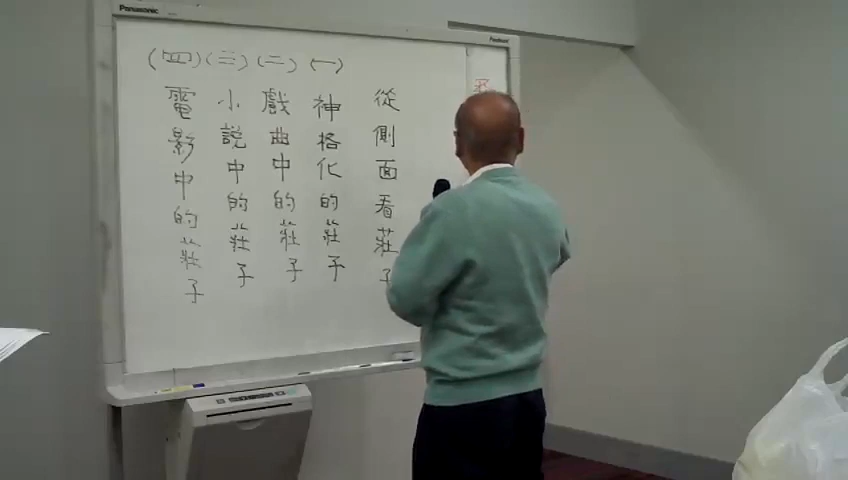 Panasonic
從側面看莊子
(一)神格化的莊子
(二)戲曲中的莊子
(三)小說中的莊子
(四)電影中的莊子